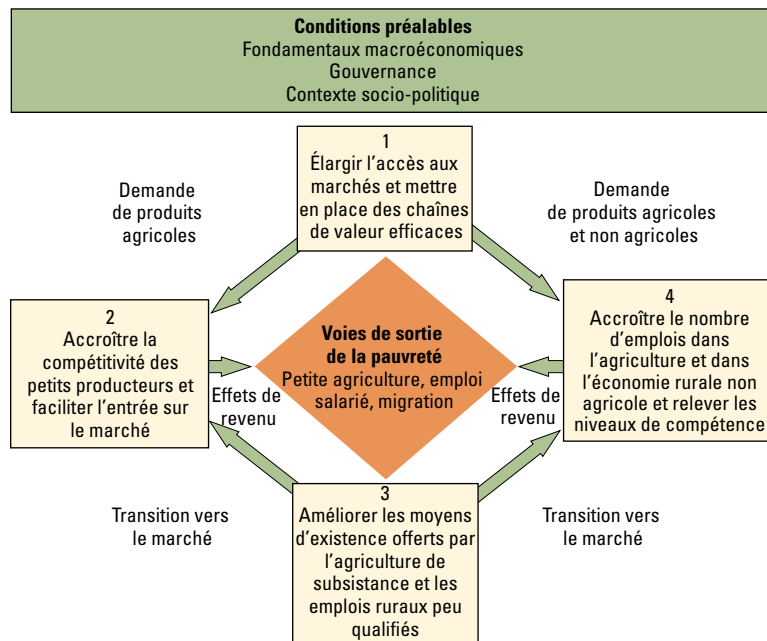 Conditions préalables
Fondamentaux macroéconomiques
Gouvernance
Contexte socio-politique
1
Élargir l'accès aux
marchés et mettre
en place des chaînes
de valeur efficaces
Demande
de produits
agricoles
Demande
de produits agricoles
et non agricoles
2
Accroître la
compétitivité des
petits producteurs et
faciliter l'entrée sur
le marché
Effets de
revenu
Voies de sortie
de la pauvreté
Petite agriculture, emploi
salarié, migration
Effets de
revenu
4
Accroître le nombre
d'emplois dans
l'agriculture et dans
l'économie rurale non
agricole et relever les
niveaux de compétence
Transition vers
le marché
3
Améliorer les moyens
d'existence offerts par
l'agriculture de
subsistance et les
emplois ruraux peu
qualifiés
Transition vers
le marché